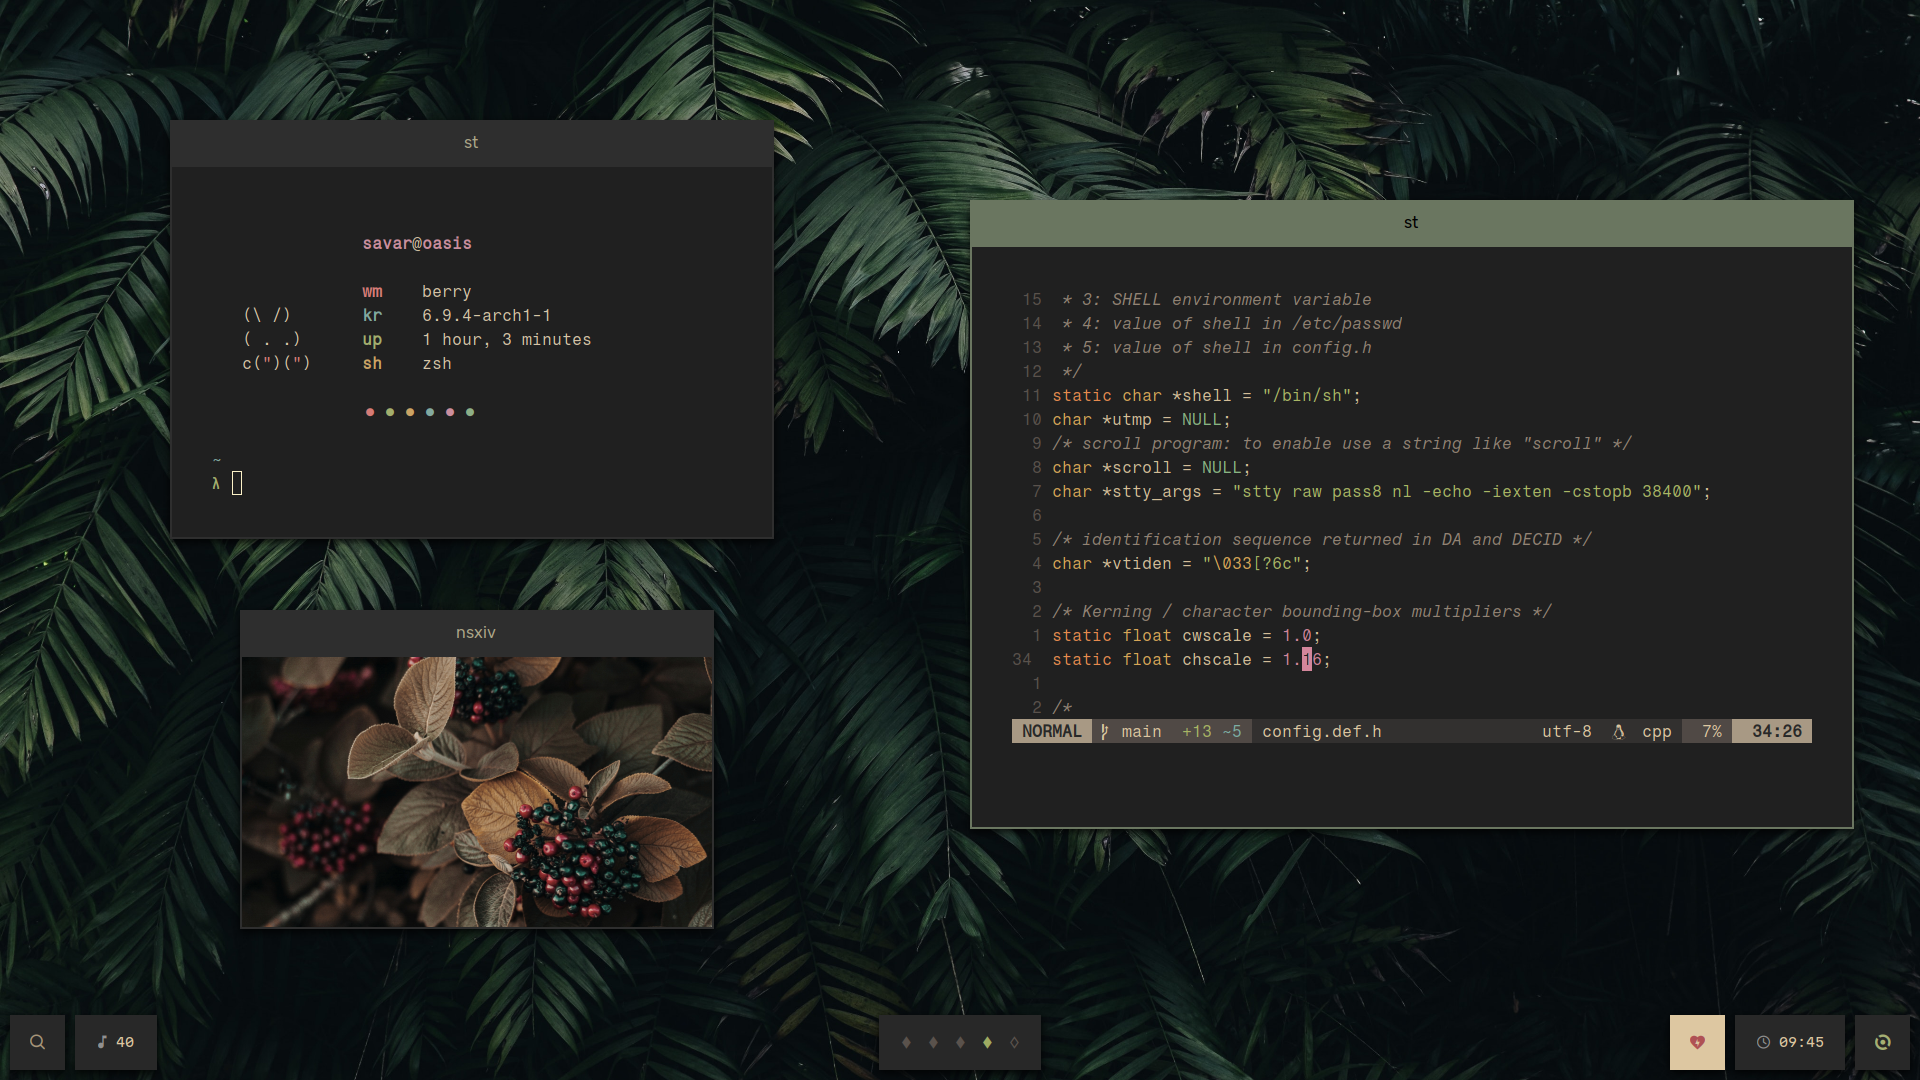 st
savar@oasis
wm berry
(\ /) kr 6.9.4-arch1-1
( . .) up 1 hour, 3 minutes
c(")(") sh zsh
~
λ
nsxiv
st
15 * 3: SHELL environment variable
14 * 4: value of shell in /etc/passwd
13 * 5: value of shell in config.h
12 */
11 static char *shell = "/bin/sh";
10 char *utmp = NULL;
9 /* scroll program: to enable use a string like "scroll" */
8 char *scroll = NULL;
7 char *stty_args = "stty raw pass8 nl -echo -iexten -cstopb 38400";
6
5 /* identification sequence returned in DA and DECID */
4 char *vtiden = "\033[?6c";
3
2 /* Kerning / character bounding-box multipliers */
1 static float cwscale = 1.0;
34 static float chscale = 1.16;
1
2 /*
NORMAL main +13 ~5 config.def.h utf-8 cpp 7% 34:26
40
09:45